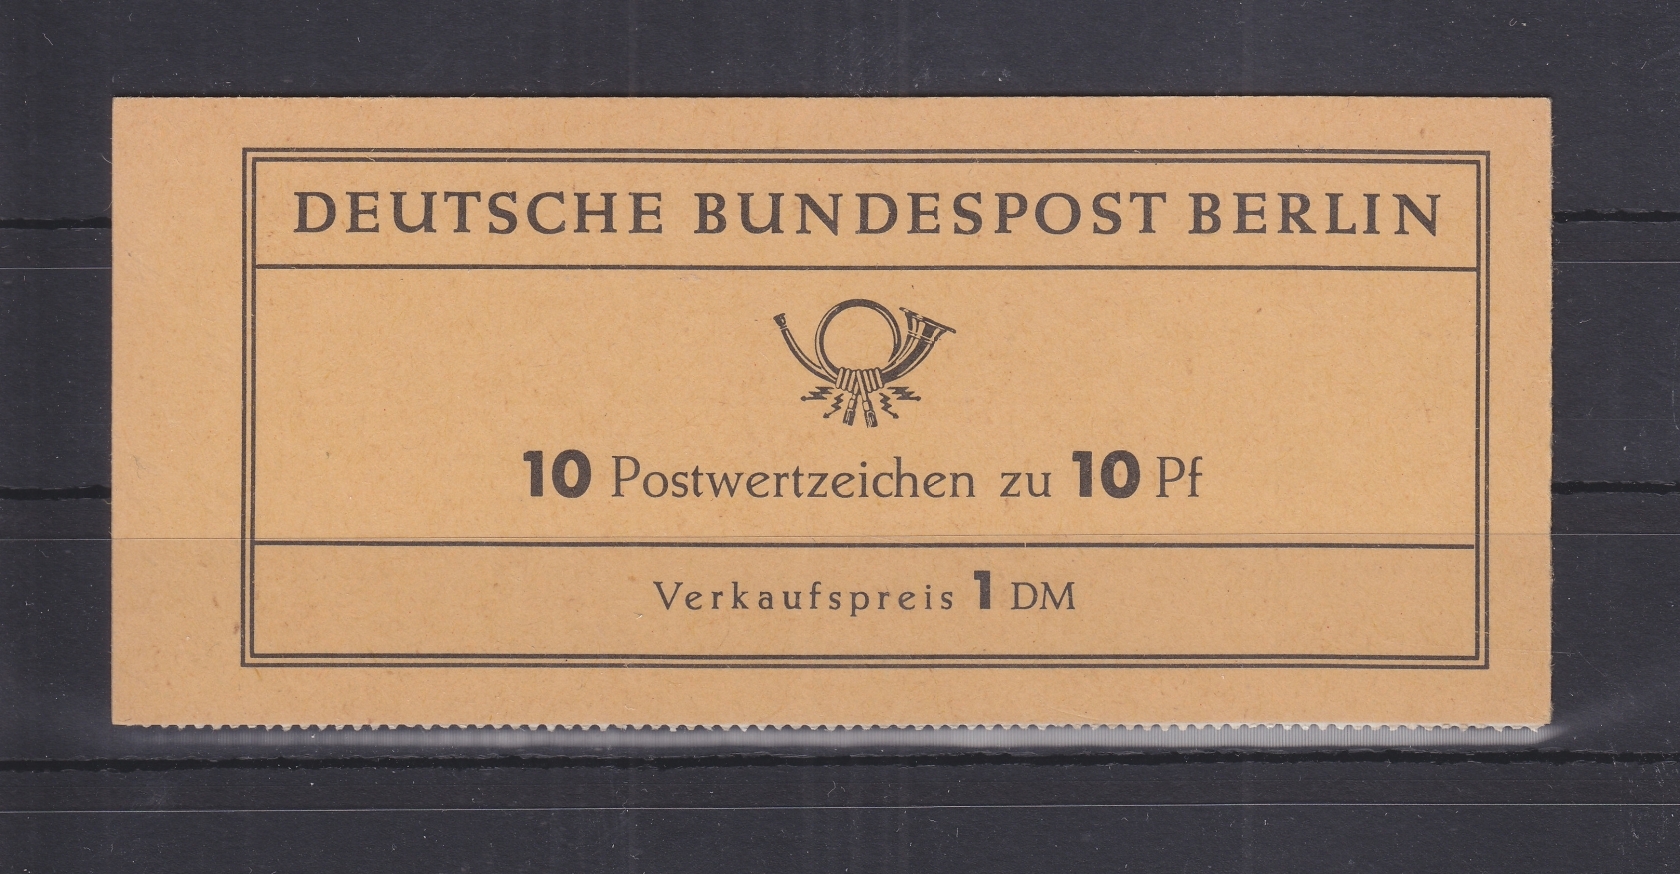 DEUTSCHE BUNDESPOST BERLIN
10 Postwertzeichen zu 10 Pf
Verkaufspreis 1 DM